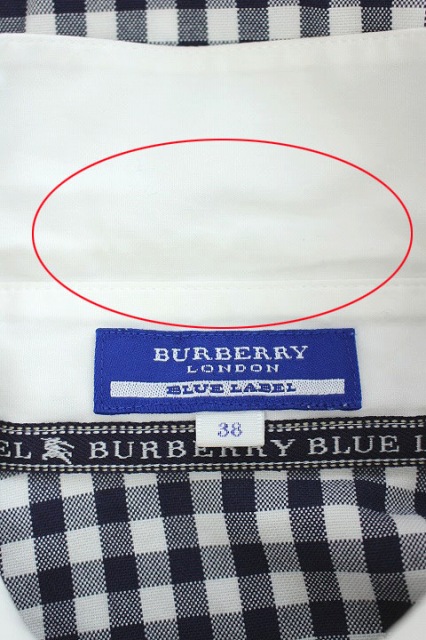 BURBERRY
LONDON
BLUE LABEL
38
EL BURBERRY BLUE L